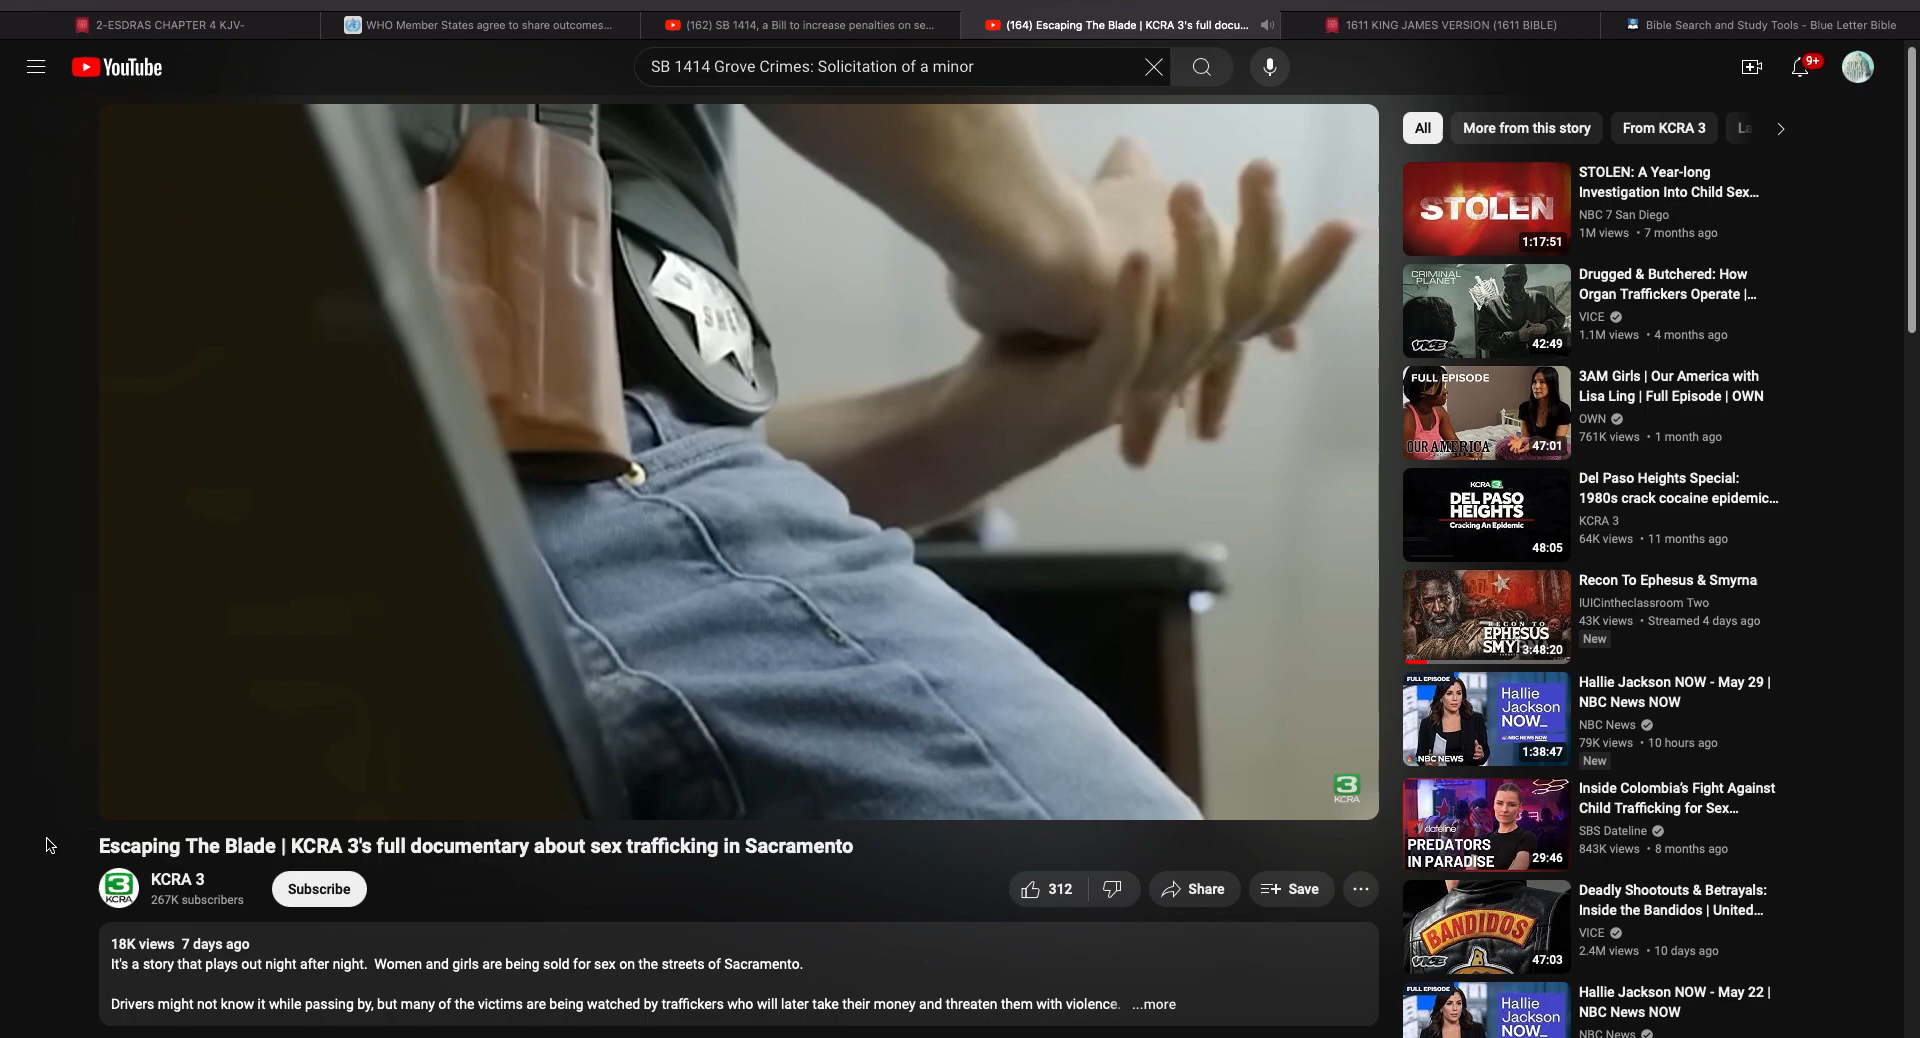 2-ESDRAS CHAPTER 4 KJV-
WHO Member States agree to share outcomes...
(162) SB 1414, a Bill to increase penalties on se...
(164) Escaping The Blade | KCRA 3's full docu...
1611 KING JAMES VERSION (1611 BIBLE)
Bible Search and Study Tools - Blue Letter Bible
YouTube
SB 1414 Grove Crimes: Solicitation of a minor
9+
All
More from this story
From KCRA 3
La
STOLEN
1:17:51
STOLEN: A Year-long
Investigation Into Child Sex...
NBC 7 San Diego
1M views • 7 months ago
CRIMINAL
PLANET
VICE
42:49
Drugged & Butchered: How
Organ Traffickers Operate |...
VICE
1.1M views • 4 months ago
FULL EPISODE
OUR AMERICA
47:01
3AM Girls | Our America with
Lisa Ling | Full Episode | OWN
OWN
761K views • 1 month ago
KCRA 3
DEL PASO
HEIGHTS
Cracking An Epidemic
48:05
Del Paso Heights Special:
1980s crack cocaine epidemic...
KCRA 3
64K views • 11 months ago
RECON TO
EPHESUS
SMYRNA
3:48:20
Recon To Ephesus & Smyrna
IUICintheclassroom Two
43K views • Streamed 4 days ago
New
FULL EPISODE
Hallie
Jackson
NOW_
NBC NEWS NOW
NBC NEWS
1:38:47
Hallie Jackson NOW - May 29 |
NBC News NOW
NBC News
79K views • 10 hours ago
New
dateline
PREDATORS
IN PARADISE
29:46
Inside Colombia's Fight Against
Child Trafficking for Sex...
SBS Dateline
843K views • 8 months ago
BANDIDOS
VICE
47:03
Deadly Shootouts & Betrayals:
Inside the Bandidos | United...
VICE
2.4M views • 10 days ago
FULL EPISODE
Hallie
Jackson
NOW_
Hallie Jackson NOW - May 22 |
NBC News NOW
NBC News
3
KCRA
Escaping The Blade | KCRA 3's full documentary about sex trafficking in Sacramento
3
KCRA
KCRA 3
267K subscribers
Subscribe
312
Share
Save
18K views 7 days ago
It's a story that plays out night after night. Women and girls are being sold for sex on the streets of Sacramento.
Drivers might not know it while passing by, but many of the victims are being watched by traffickers who will later take their money and threaten them with violence. ...more